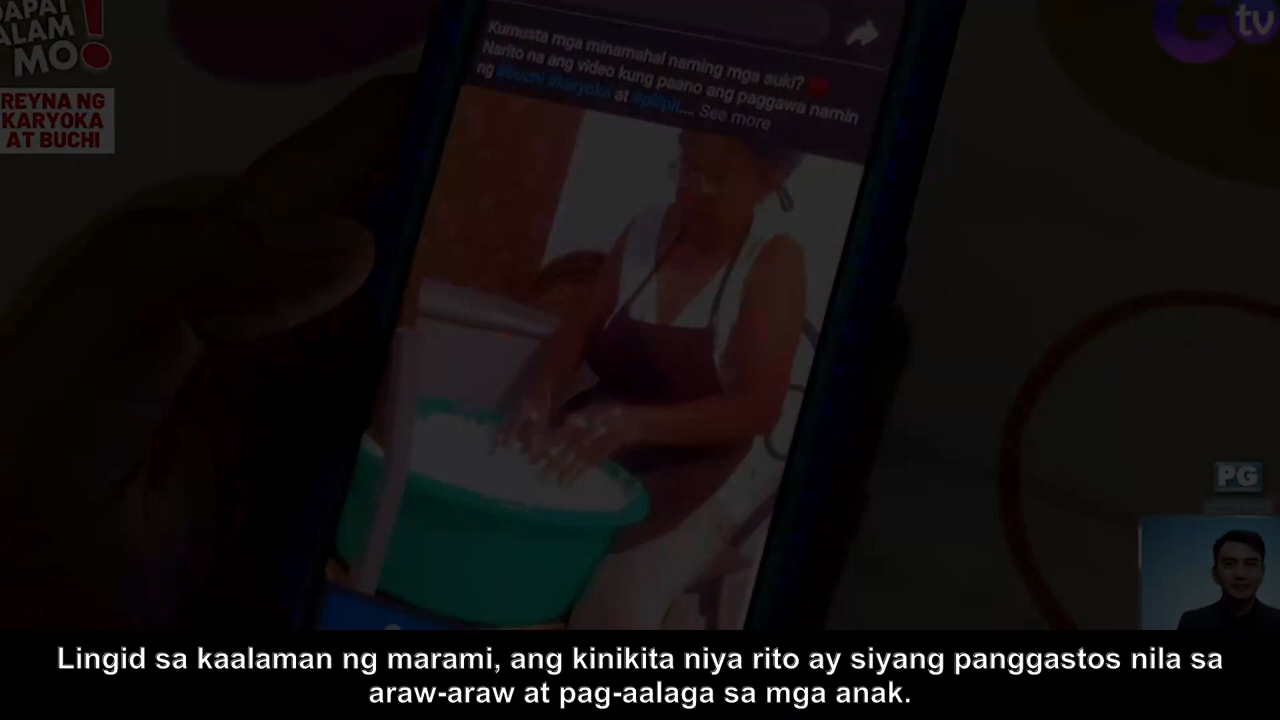 DAPAT
ALAM
MO!
REYNA NG
KARYOKA
AT BUCHI
Kumusta mga minamahal naming mga suki?
Narito na ang video kung paano ang paggawa namin
ng #buchi #karyoka at #pilipit.... See more
G tv
PG
Lingid sa kaalaman ng marami, ang kinikita niya rito ay siyang panggastos nila sa
araw-araw at pag-aalaga sa mga anak.